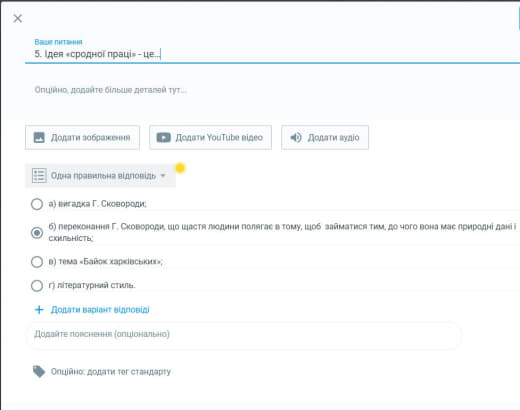 Ваше питання
5. Ідея «сродної праці» - це...
Опційно, додайте більше деталей тут...
Додати зображення Додати YouTube відео Додати аудіо
Одна правильна відповідь
а) вигадка Г. Сковороди;
б) переконання Г. Сковороди, що щастя людини полягає в тому, щоб займатися тим, до чого вона має природні дані і
схильність;
в) тема «Байок харківських»;
г) літературний стиль.
+ Додати варіант відповіді
Додайте пояснення (опціонально)
Опційно: додати тег стандарту